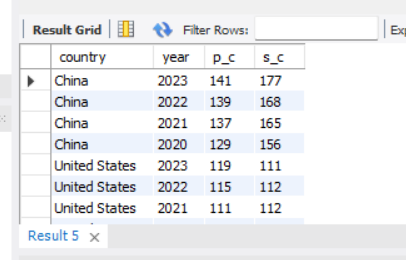 Result Grid Filter Rows: Exp
country year p_c s_c
China 2023 141 177
China 2022 139 168
China 2021 137 165
China 2020 129 156
United States 2023 119 111
United States 2022 115 112
United States 2021 111 112
Result 5 ×